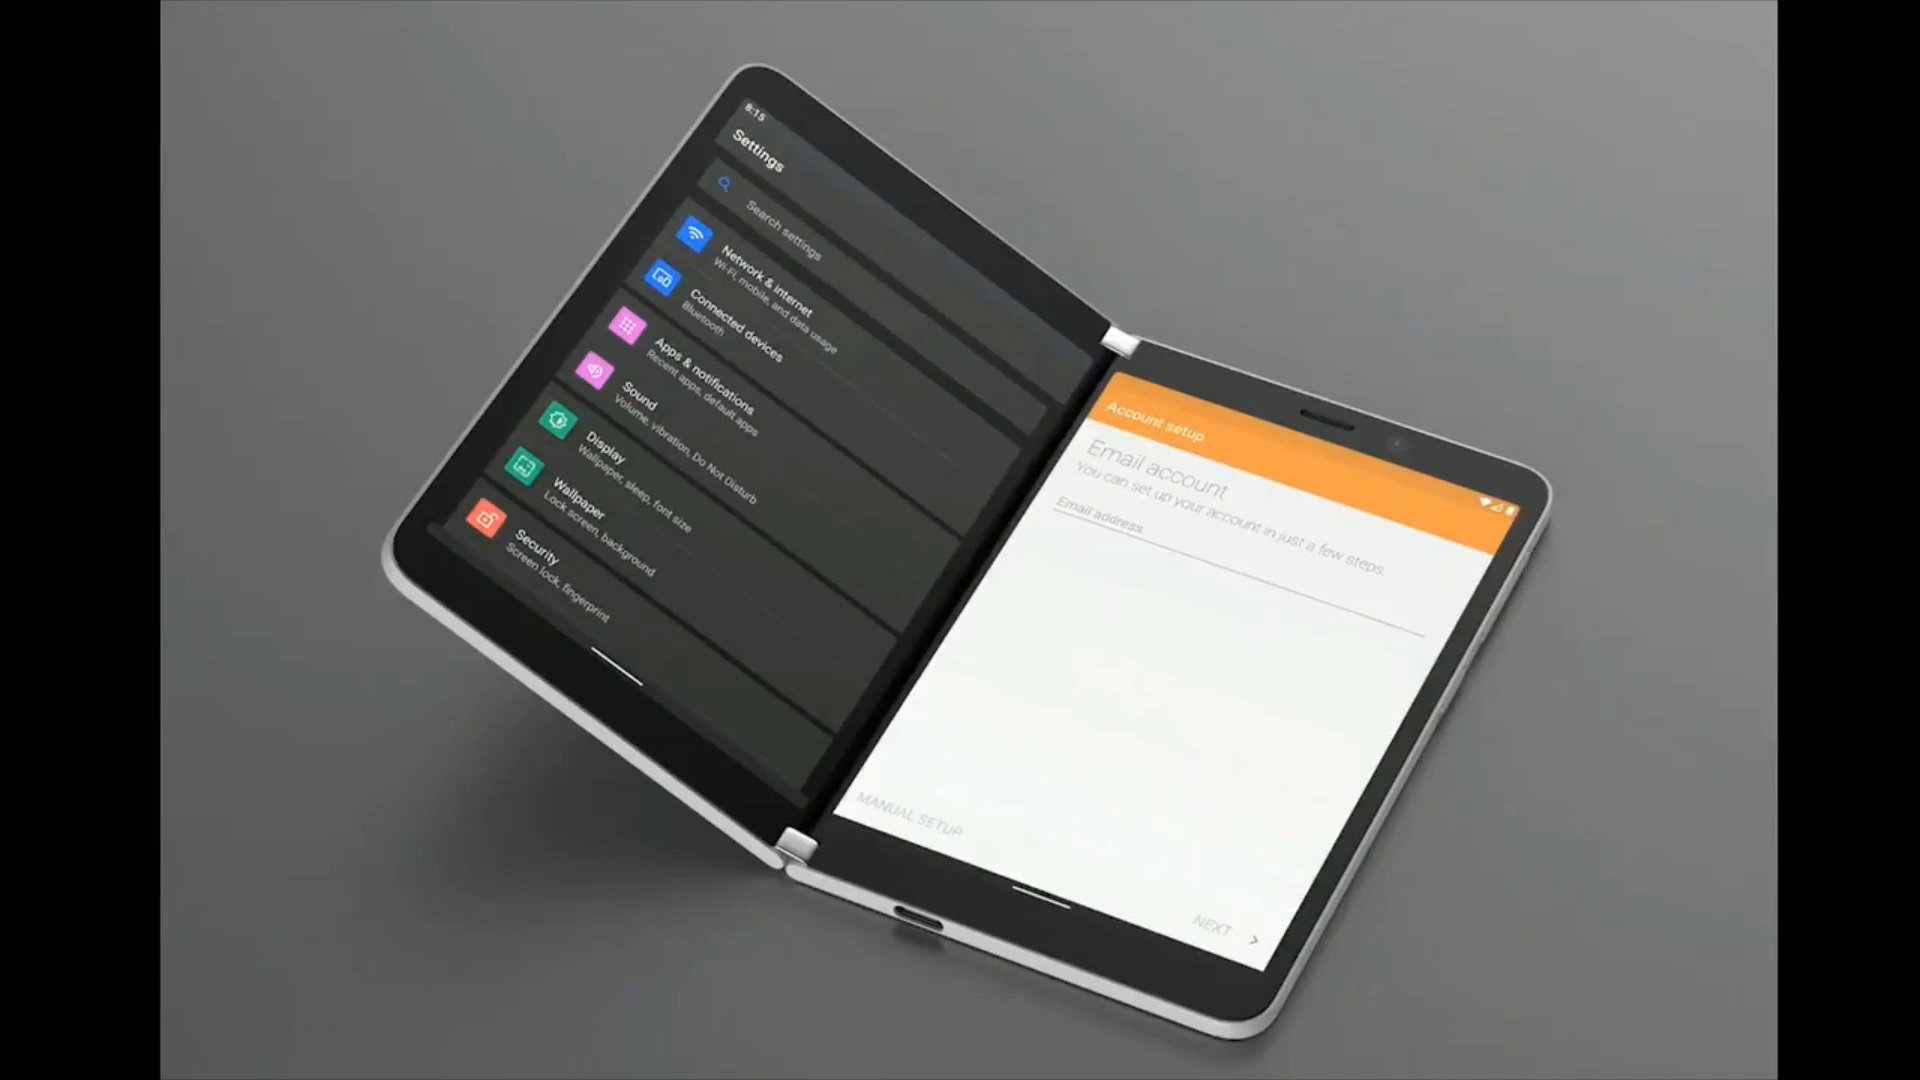 8:15
Settings
Search settings
Network & internet
Wi-Fi, mobile, and data usage
Connected devices
Bluetooth
Apps & notifications
Recent apps, default apps
Sound
Volume, vibration, Do Not Disturb
Display
Wallpaper, sleep, font size
Wallpaper
Lock screen, background
Security
Screen lock, fingerprint
Account setup
Email account
You can set up your account in just a few steps.
Email address
MANUAL SETUP
NEXT